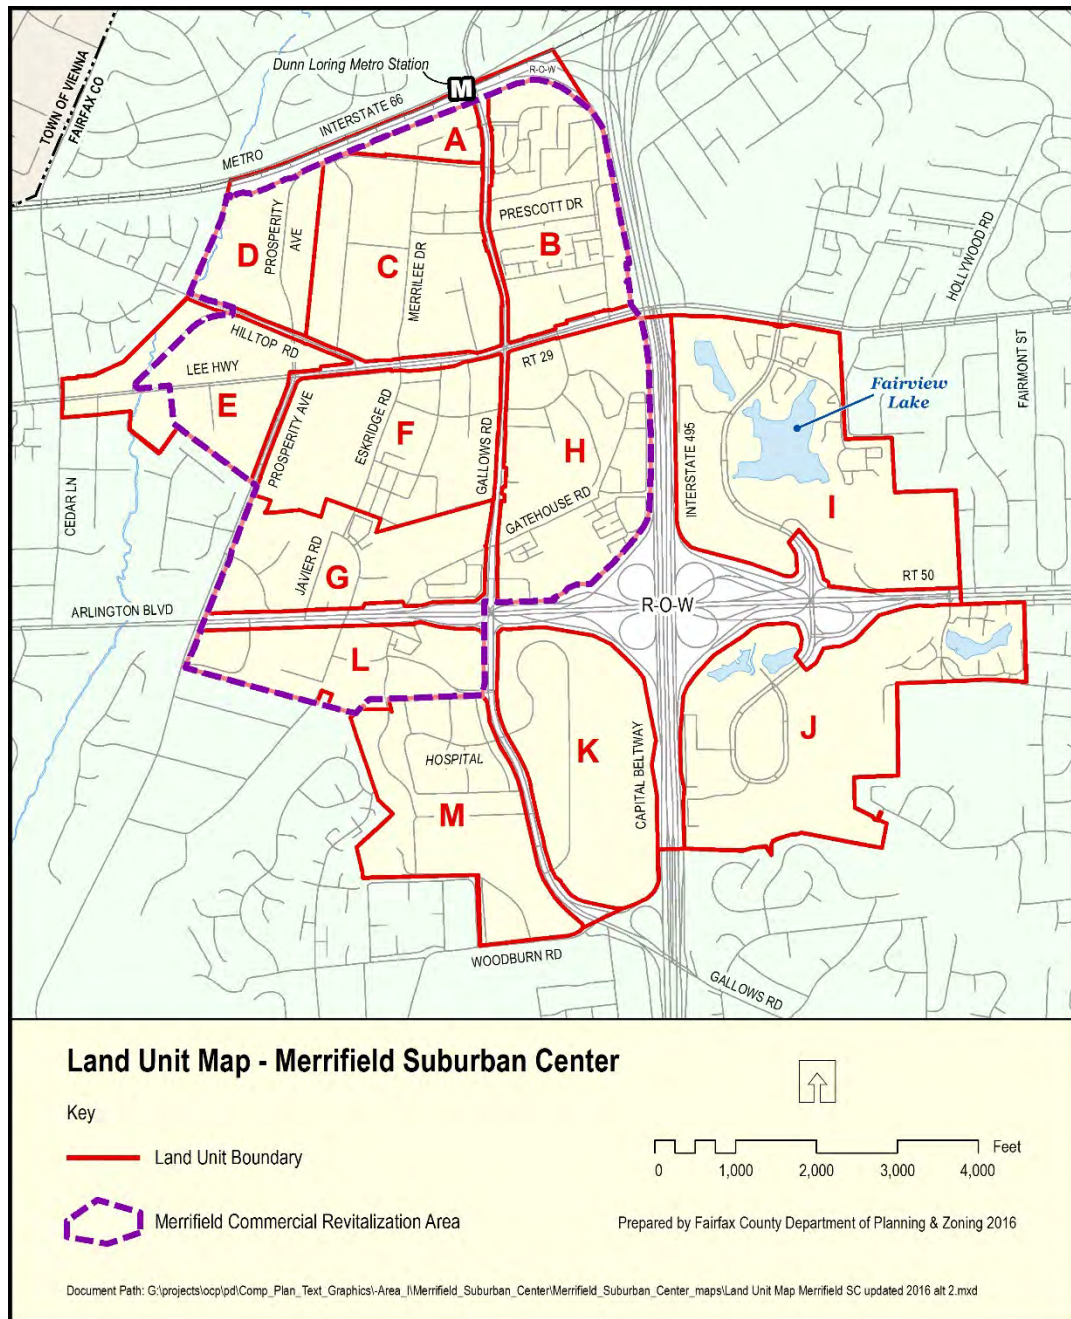 TOWN OF VIENNA
FAIRFAX CO
Dunn Loring Metro Station
M
R-O-W
INTERSTATE 66
METRO
A
PRESCOTT DR
B
PROSPERITY
AVE
D
C
MERRILEE DR
HOLLYWOOD RD
HILLTOP RD
RT 29
LEE HWY
FAIRMONT ST
Fairview
Lake
E
PROSPERITY AVE
ESKRIDGE RD
F
GALLOWS RD
H
INTERSTATE 495
CEDAR LN
GATEHOUSE RD
I
JAVIER RD
G
RT 50
ARLINGTON BLVD
R-O-W
L
J
HOSPITAL
K
CAPITAL BELTWAY
M
WOODBURN RD
GALLOWS RD
Land Unit Map - Merrifield Suburban Center
Key
Land Unit Boundary
Feet
0 1,000 2,000 3,000 4,000
Merrifield Commercial Revitalization Area
Prepared by Fairfax County Department of Planning & Zoning 2016
Document Path: G:\projects\ocp\pd\Comp_Plan_Text_Graphics\-Area_I\Merrifield_Suburban_Center\Merrifield_Suburban_Center_maps\Land Unit Map Merrifield SC updated 2016 alt 2.mxd